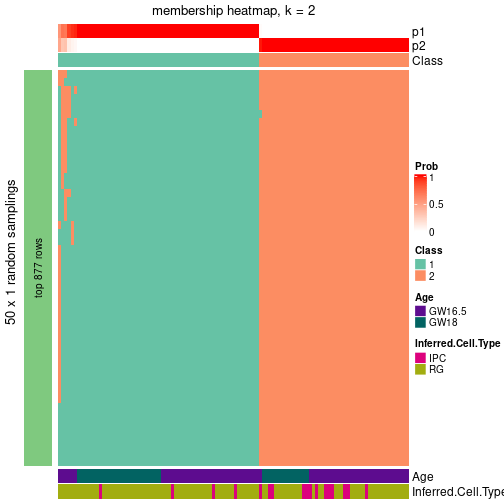 membership heatmap, k = 2
p1
p2
Class
50 x 1 random samplings
top 877 rows
Prob
1
0.5
0
Class
1
2
Age
GW16.5
GW18
Inferred.Cell.Type
IPC
RG
Age
Inferred.Cell.Type